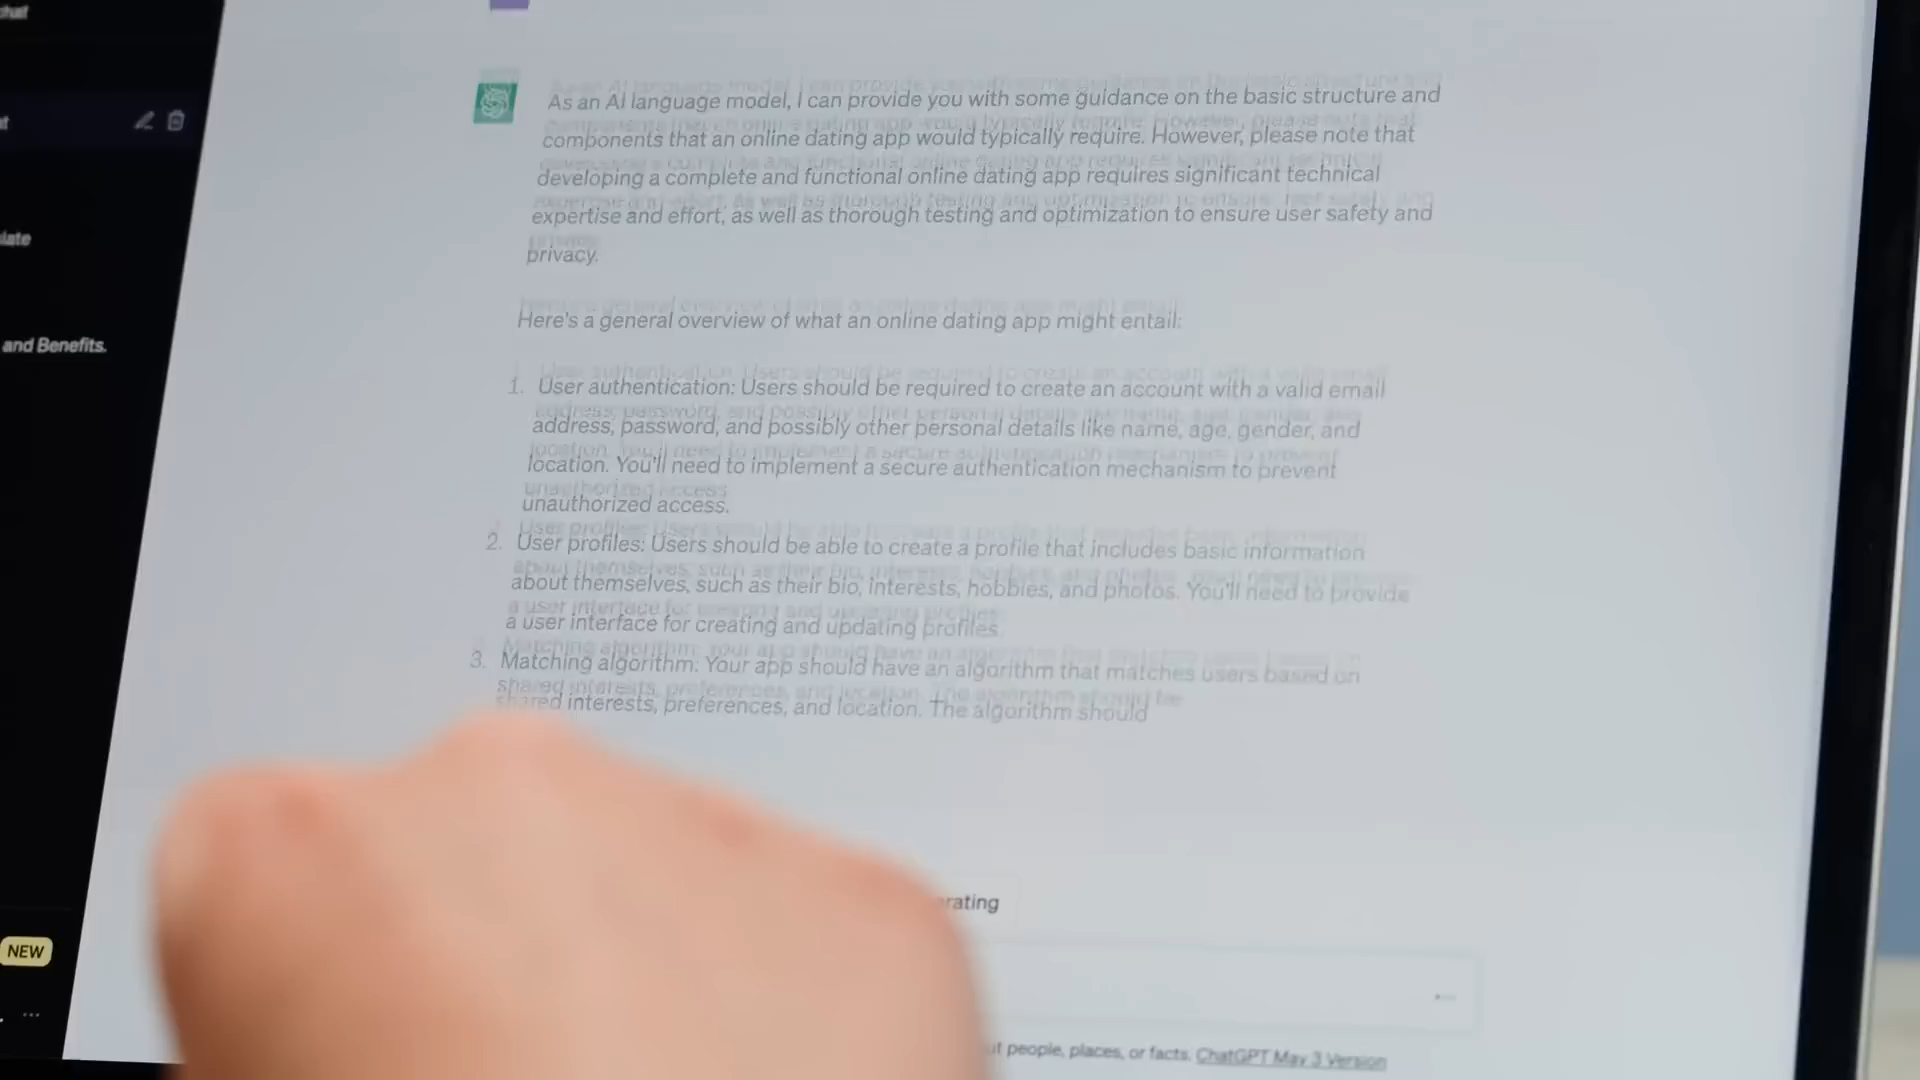 and Benefits.
NEW
As an AI language model, I can provide you with some guidance on the basic structure and
components that an online dating app would typically require. However, please note that
developing a complete and functional online dating app requires significant technical
expertise and effort, as well as thorough testing and optimization to ensure user safety and
privacy.
Here's a general overview of what an online dating app might entail:
1. User authentication: Users should be required to create an account with a valid email
address, password, and possibly other personal details like name, age, gender, and
location. You'll need to implement a secure authentication mechanism to prevent
unauthorized access.
2. User profiles: Users should be able to create a profile that includes basic information
about themselves, such as their bio, interests, hobbies, and photos. You'll need to provide
a user interface for creating and updating profiles.
3. Matching algorithm: Your app should have an algorithm that matches users based on
shared interests, preferences, and location. The algorithm should
people, places, or facts. ChatGPT May 3 Version